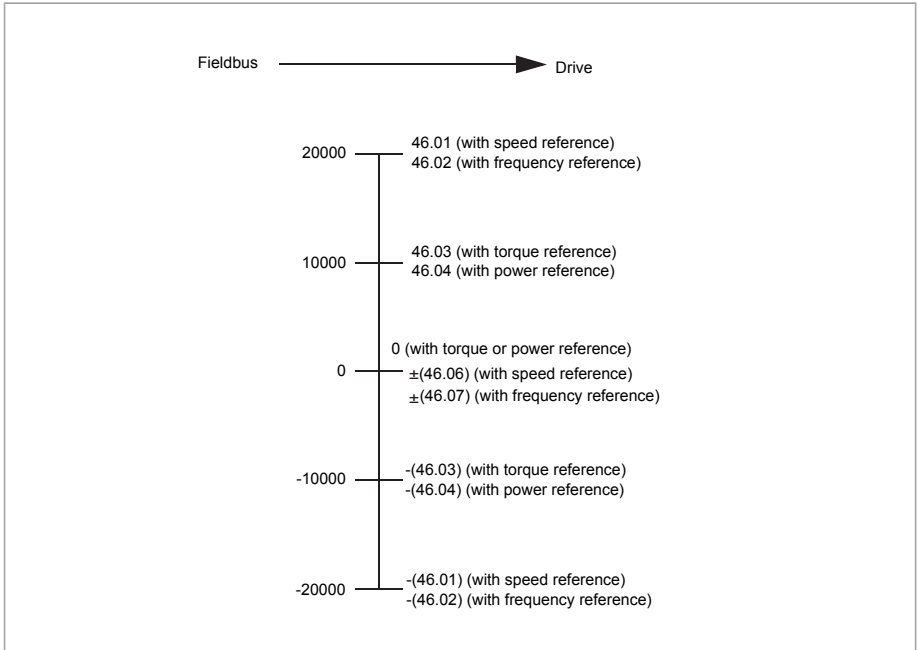 Fieldbus
Drive
20000
46.01 (with speed reference)
46.02 (with frequency reference)
10000
46.03 (with torque reference)
46.04 (with power reference)
0 (with torque or power reference)
0
±(46.06) (with speed reference)
±(46.07) (with frequency reference)
-10000
-(46.03) (with torque reference)
-(46.04) (with power reference)
-20000
-(46.01) (with speed reference)
-(46.02) (with frequency reference)